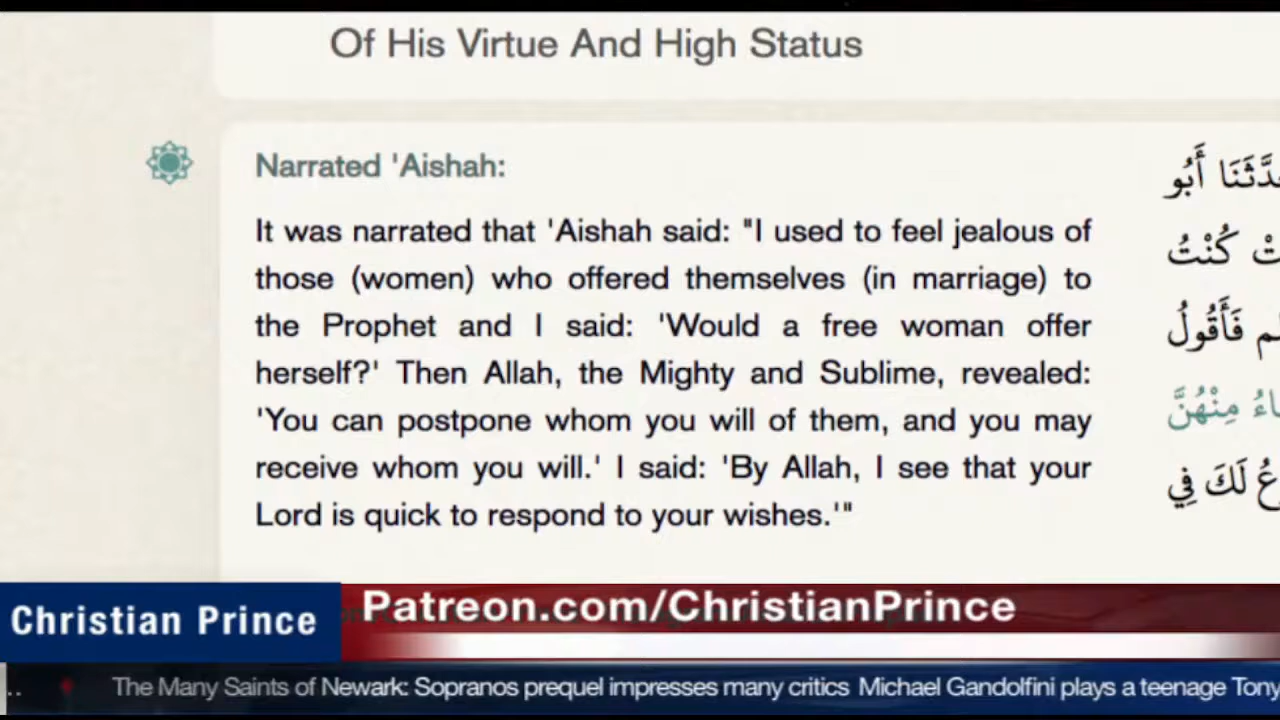 Of His Virtue And High Status
Narrated 'Aishah:
It was narrated that 'Aishah said: "I used to feel jealous of
those (women) who offered themselves (in marriage) to
the Prophet and I said: 'Would a free woman offer
herself?' Then Allah, the Mighty and Sublime, revealed:
'You can postpone whom you will of them, and you may
receive whom you will.' I said: 'By Allah, I see that your
Lord is quick to respond to your wishes.'"
أَبُو
كُنْتُ
فَأَقُولُ
مِنْهُنَّ
لَكَ فِي
Christian Prince
Patreon.com/ChristianPrince
.. The Many Saints of Newark: Sopranos prequel impresses many critics Michael Gandolfini plays a teenage Tony